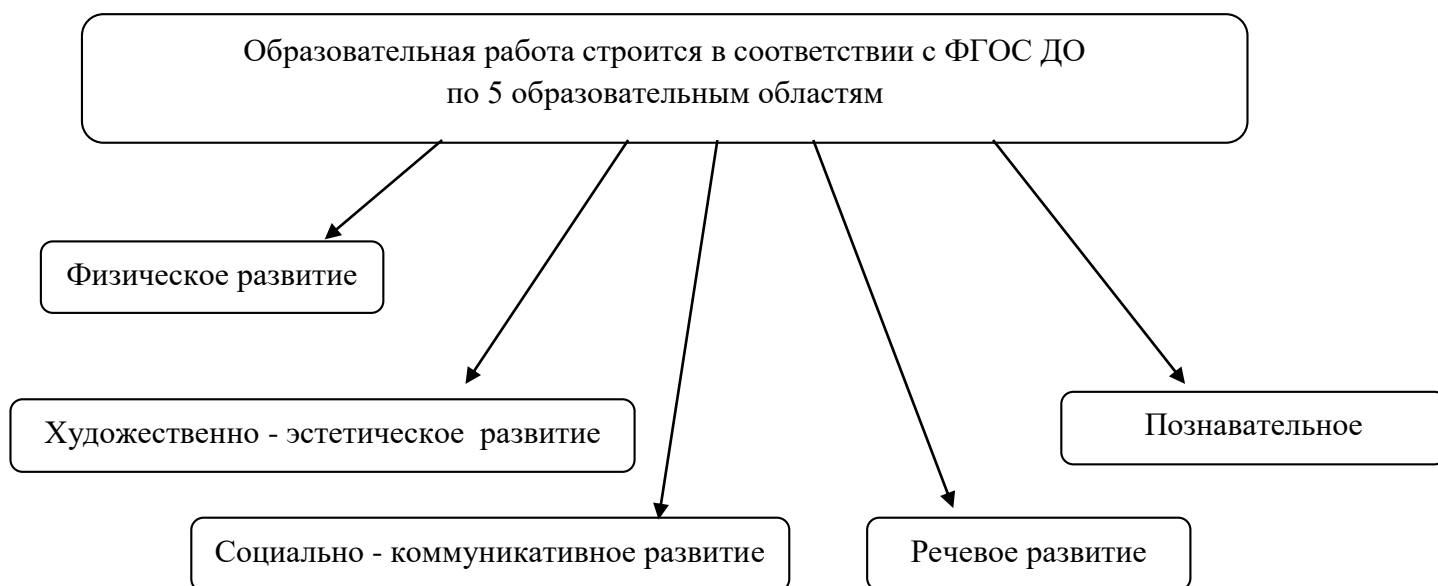 Образовательная работа строится в соответствии с ФГОС ДО
по 5 образовательным областям
Физическое развитие
Художественно - эстетическое  развитие
Познавательное
Социально - коммуникативное развитие
Речевое развитие